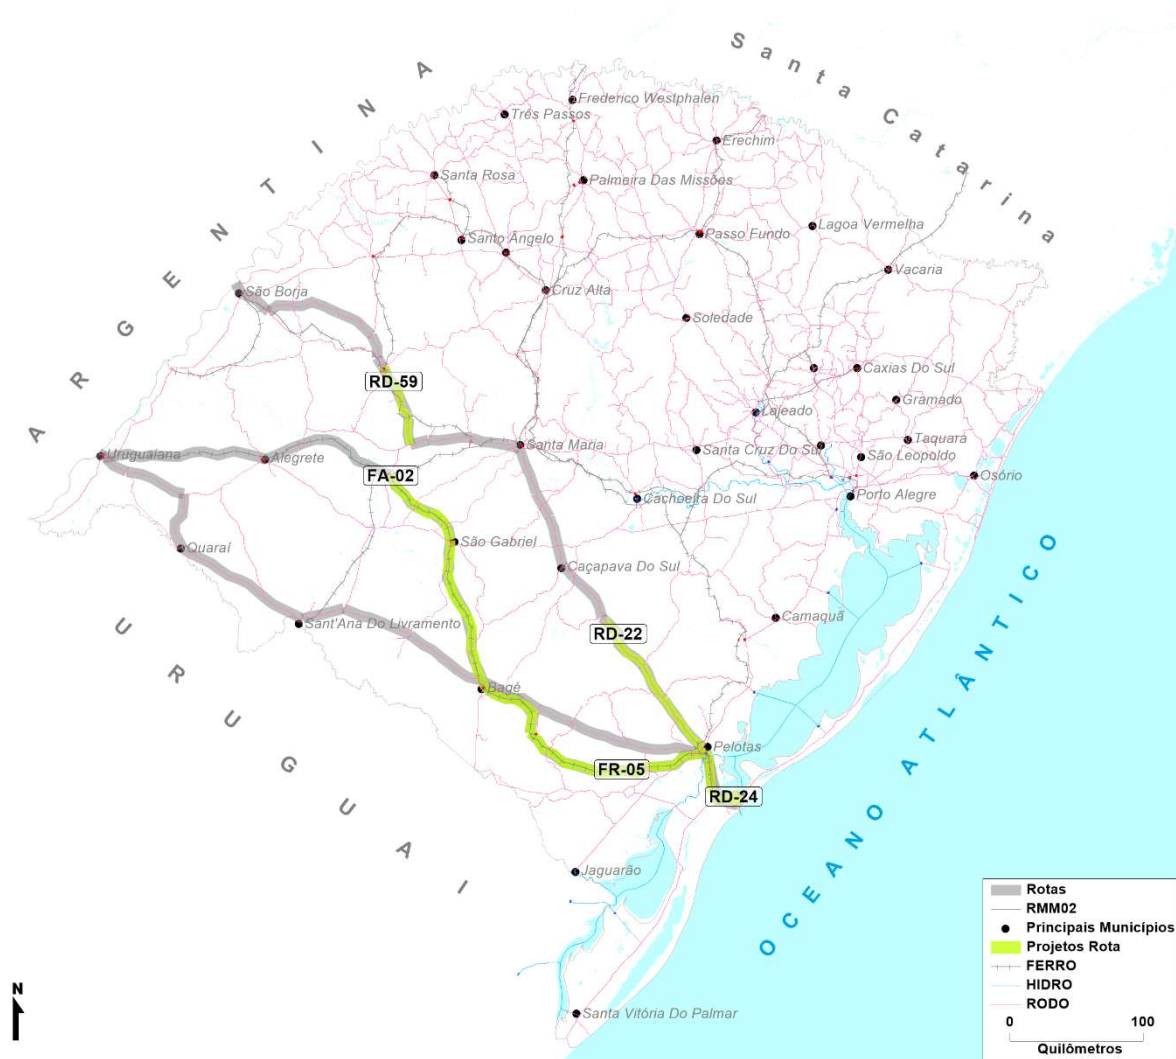 Santa Catarina
ARGENTINA
Frederico Westphalen
Três Passos
Erechim
Santa Rosa
Palmeira Das Missões
Lagoa Vermelha
Passo Fundo
Santo Ângelo
Vacaria
São Borja
Cruz Alta
Soledade
RD-59
Caxias Do Sul
Gramado
Lajeado
Taquará
Santa Maria
Santa Cruz Do Sul
São Leopoldo
Uruguaiana
Alegrete
FA-02
Osório
Cachoeira Do Sul
Porto Alegre
São Gabriel
Quaraí
Caçapava Do Sul
Camaquã
Sant'Ana Do Livramento
RD-22
URUGUAI
OCEANO ATLÂNTICO
Bagé
Pelotas
FR-05
RD-24
Jaguarão
Santa Vitória Do Palmar
N
Rotas
RMM02
Principais Municípios
Projetos Rota
FERRO
HIDRO
RODO
0 100
Quilômetros